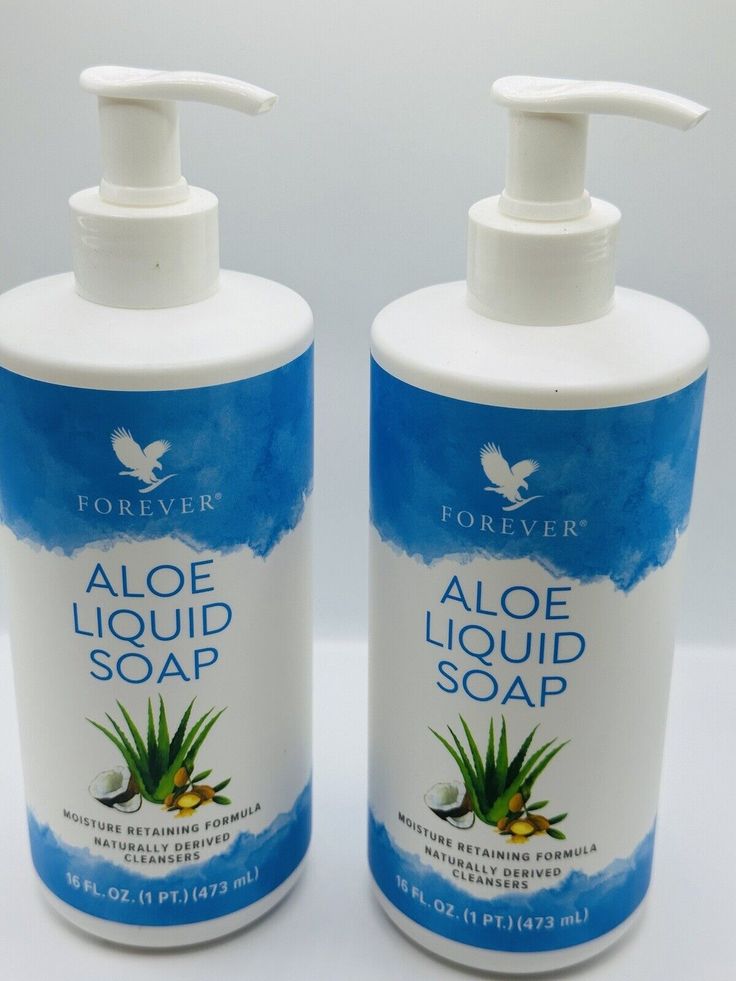 FOREVER®
ALOE
LIQUID
SOAP
MOISTURE RETAINING FORMULA
NATURALLY DERIVED
CLEANSERS
16 FL. OZ. (1 PT.) (473 mL)
FOREVER®
ALOE
LIQUID
SOAP
MOISTURE RETAINING FORMULA
NATURALLY DERIVED
CLEANSERS
16 FL. OZ. (1 PT.) (473 mL)